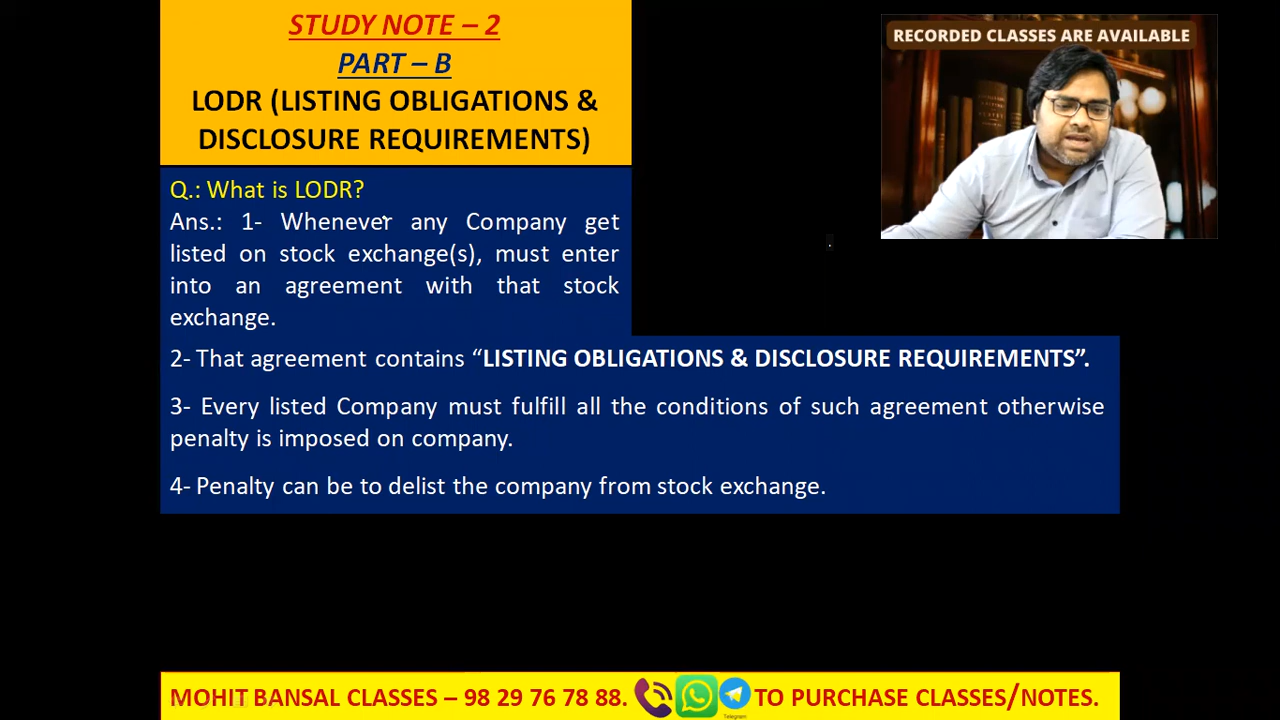 STUDY NOTE – 2
PART – B
LODR (LISTING OBLIGATIONS &
DISCLOSURE REQUIREMENTS)
RECORDED CLASSES ARE AVAILABLE
Q.: What is LODR?
Ans.: 1- Whenever any Company get
listed on stock exchange(s), must enter
into an agreement with that stock
exchange.
2- That agreement contains “LISTING OBLIGATIONS & DISCLOSURE REQUIREMENTS”.
3- Every listed Company must fulfill all the conditions of such agreement otherwise
penalty is imposed on company.
4- Penalty can be to delist the company from stock exchange.
MOHIT BANSAL CLASSES – 98 29 76 78 88. TO PURCHASE CLASSES/NOTES.
Telegram